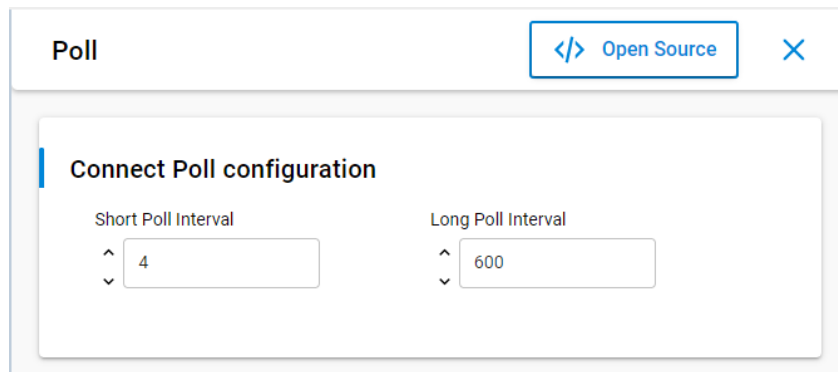 Poll
</> Open Source
Connect Poll configuration
Short Poll Interval
Long Poll Interval
4
600